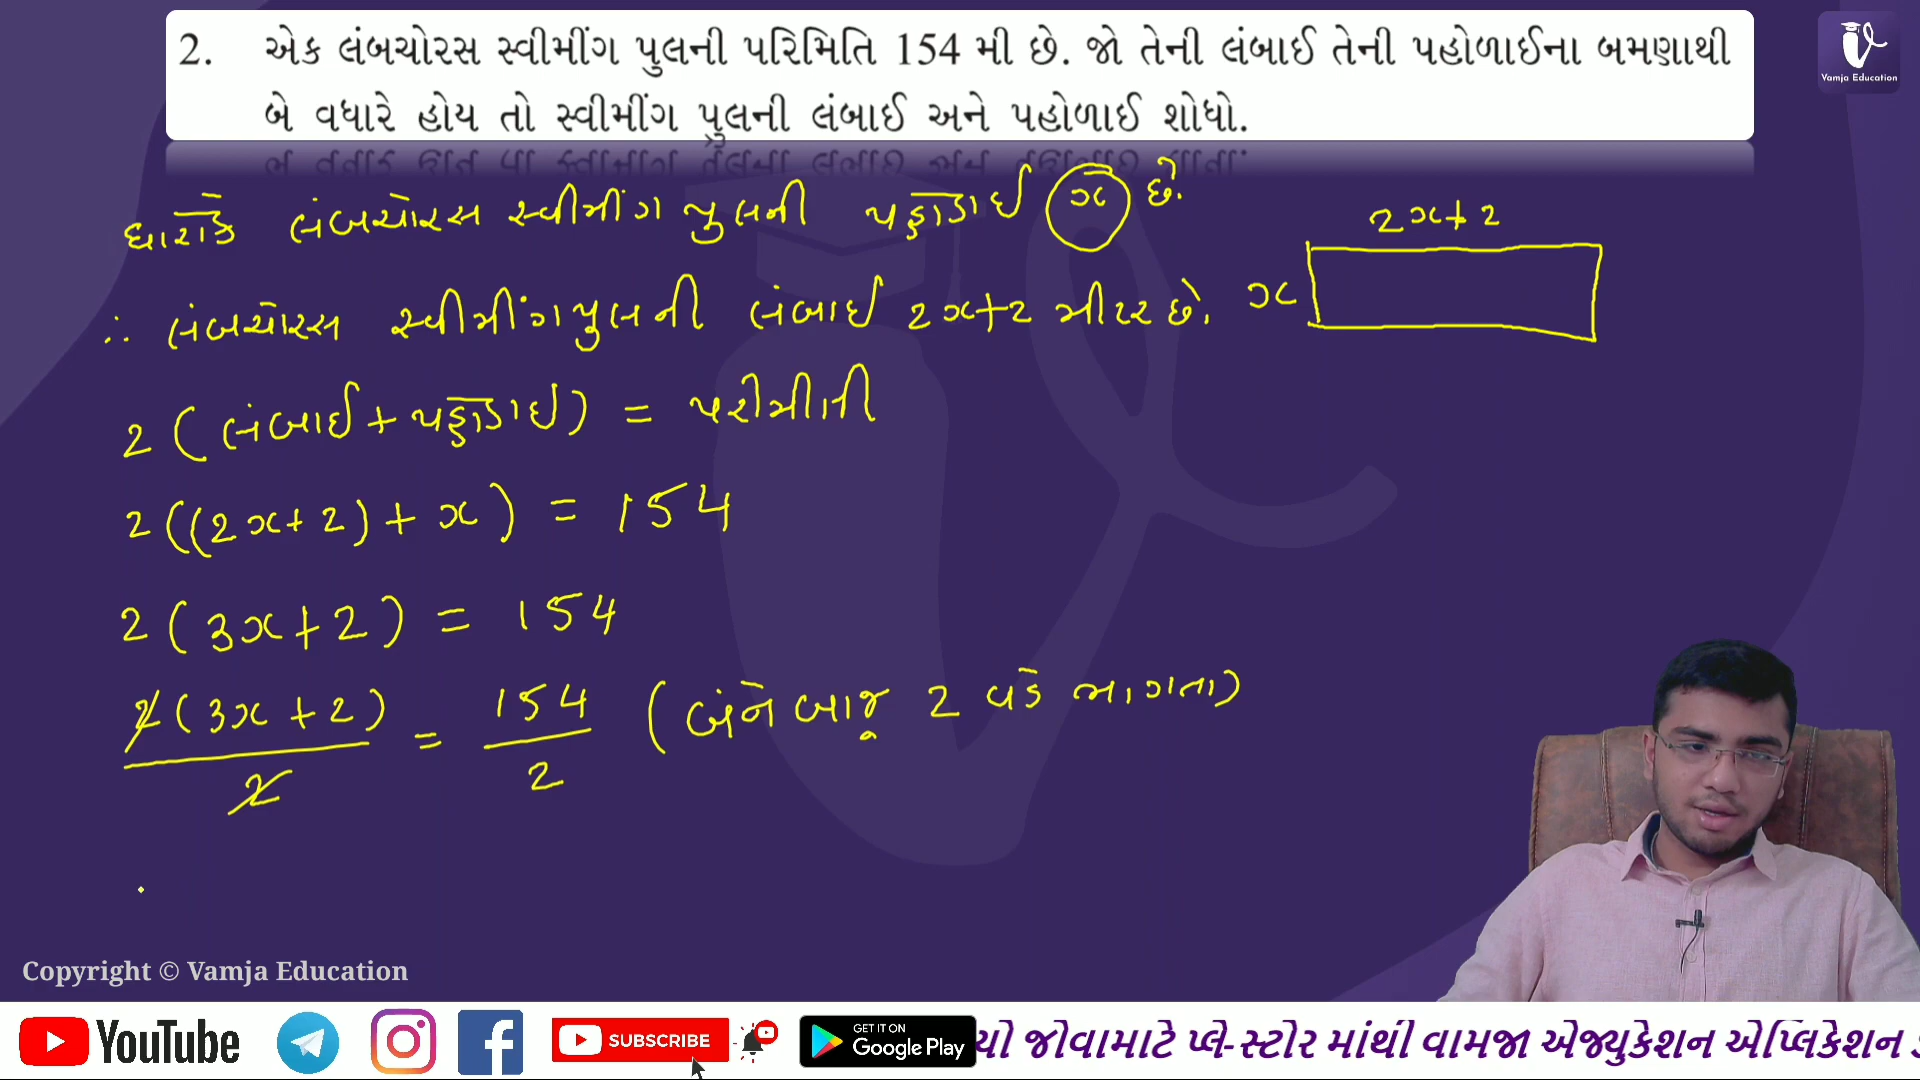 2. એક લંબચોરસ સ્વીમીંગ પુલની પરિમિતિ 154 મી છે. જો તેની લંબાઈ તેની પહોળાઈના બમણાથી
બે વધારે હોય તો સ્વીમીંગ પુલની લંબાઈ અને પહોળાઈ શોધો.
Vamja Education
ધારોકે લંબચોરસ સ્વીમીંગ પુલની પહોળાઈ x છે.
2x+2
∴ લંબચોરસ સ્વીમીંગપુલની લંબાઈ 2x+2 મીટર છે.
x
2 (લંબાઈ + પહોળાઈ) = પરીમીતી
2((2x+2)+x) = 154
2(3x+2) = 154
2(3x+2)/2 = 154/2 (બંને બાજૂ 2 વડે ભાગતા)
Copyright © Vamja Education
YouTube
SUBSCRIBE
GET IT ON
Google Play
યો જોવામાટે પ્લે-સ્ટોર માંથી વામજા એજ્યુકેશન એપ્લિકેશન